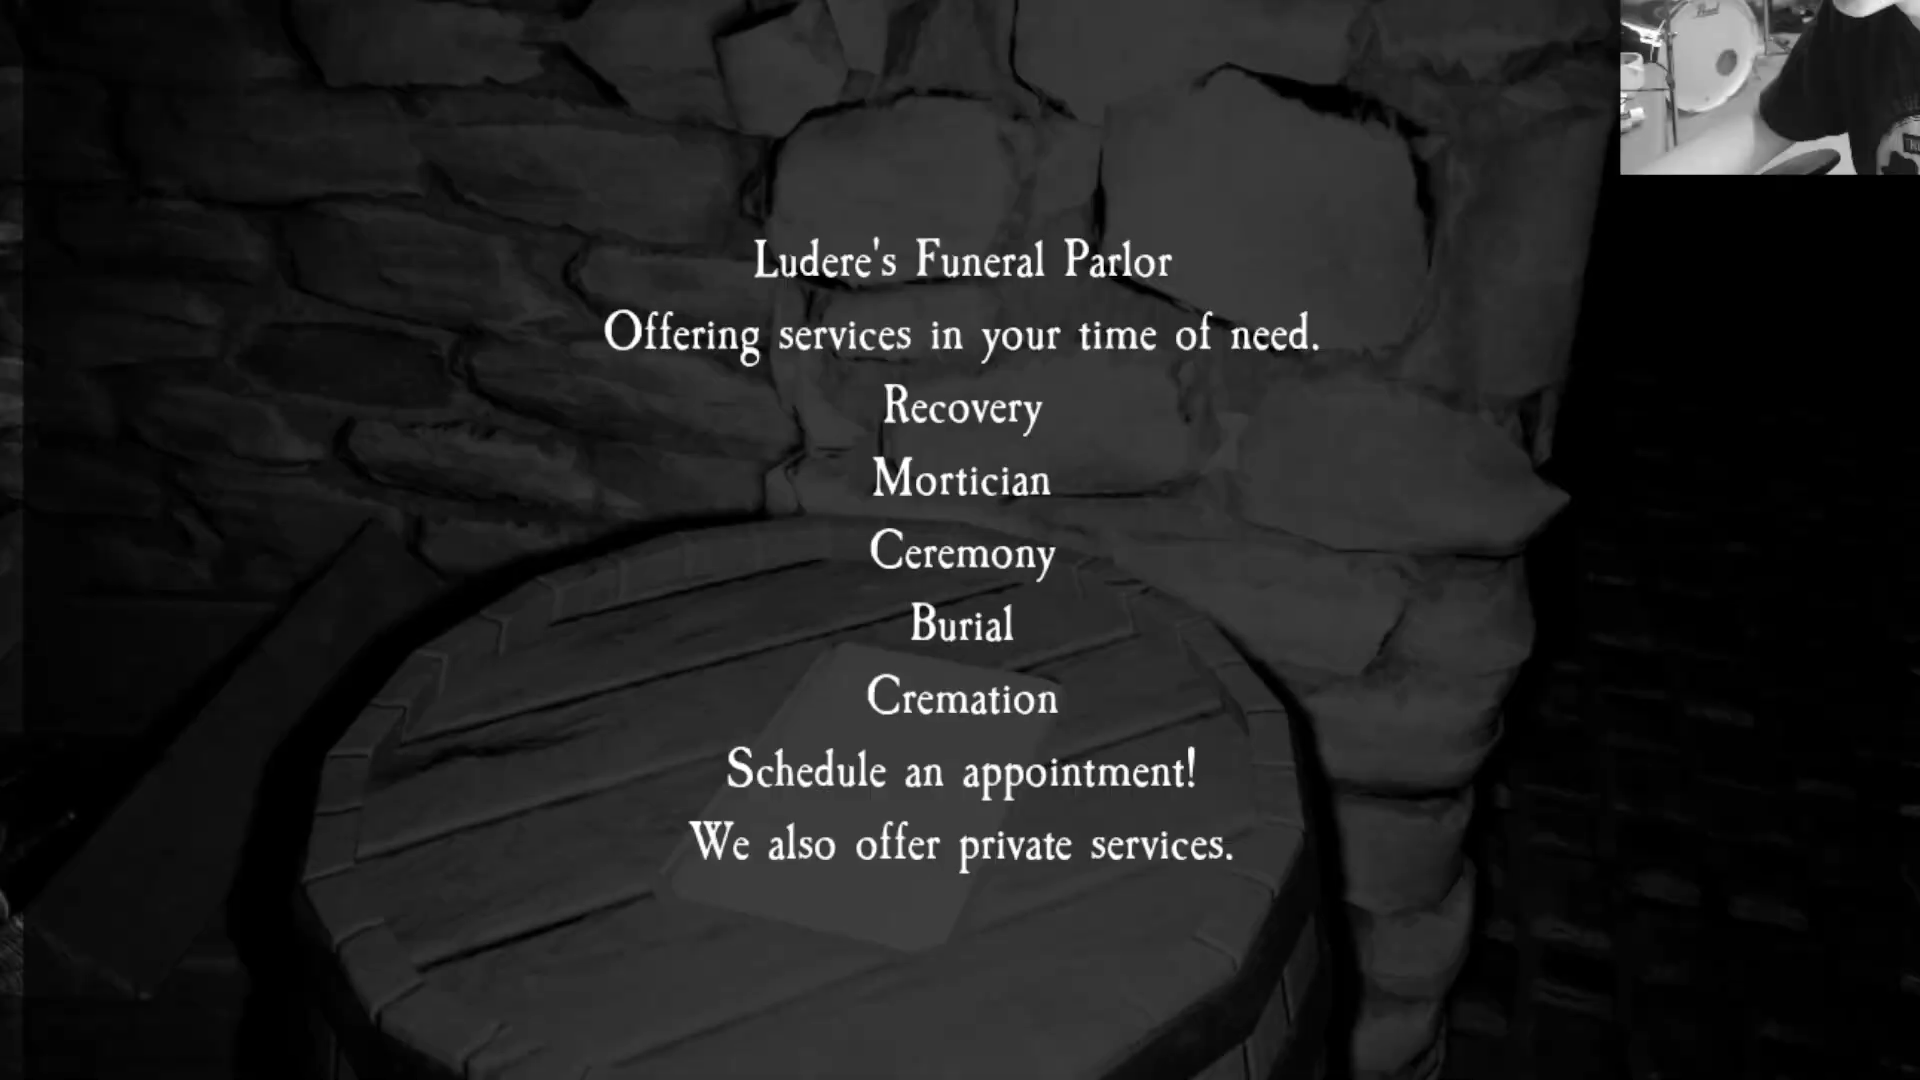 Pearl
Ludere's Funeral Parlor
Offering services in your time of need.
Recovery
Mortician
Ceremony
Burial
Cremation
Schedule an appointment!
We also offer private services.